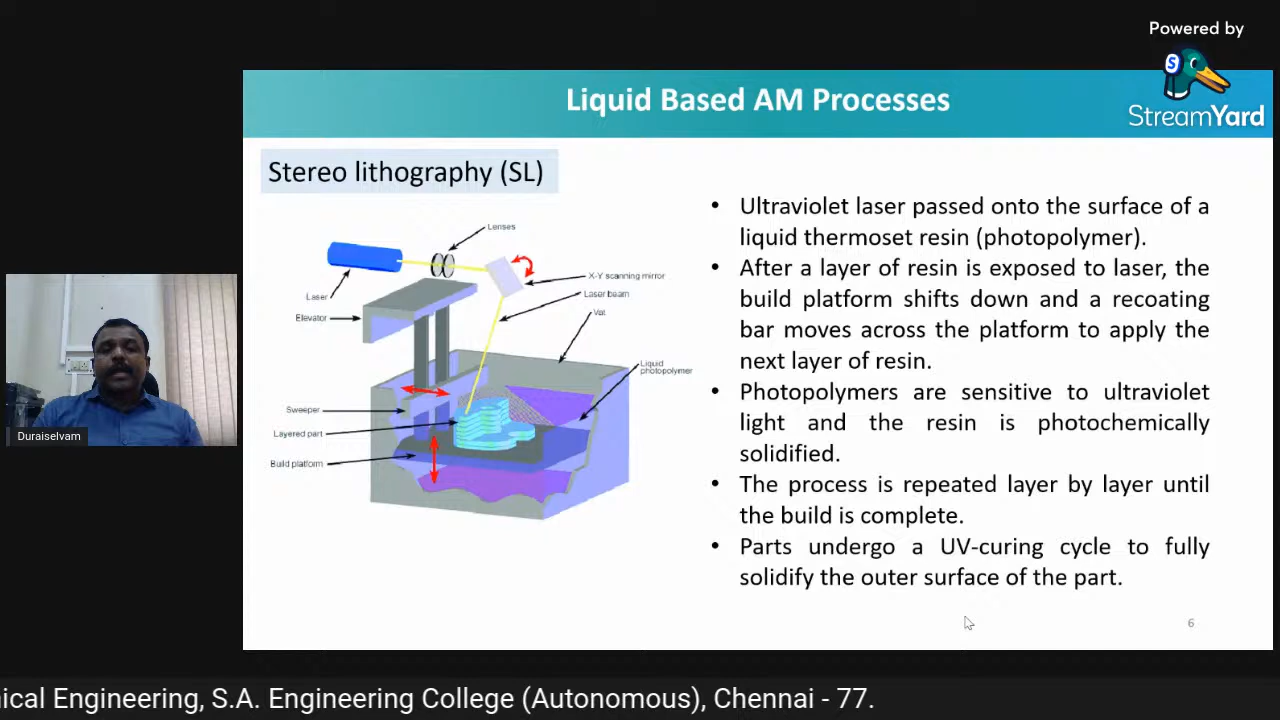 Powered by
S
StreamYard
Liquid Based AM Processes
Stereo lithography (SL)
Lenses
X-Y scanning mirror
Laser
Laser beam
Elevator
Vat
Liquid
photopolymer
Sweeper
Layered part
Build platform
• Ultraviolet laser passed onto the surface of a
liquid thermoset resin (photopolymer).
• After a layer of resin is exposed to laser, the
build platform shifts down and a recoating
bar moves across the platform to apply the
next layer of resin.
• Photopolymers are sensitive to ultraviolet
light and the resin is photochemically
solidified.
• The process is repeated layer by layer until
the build is complete.
• Parts undergo a UV-curing cycle to fully
solidify the outer surface of the part.
6
Duraiselvam
ical Engineering, S.A. Engineering College (Autonomous), Chennai - 77.